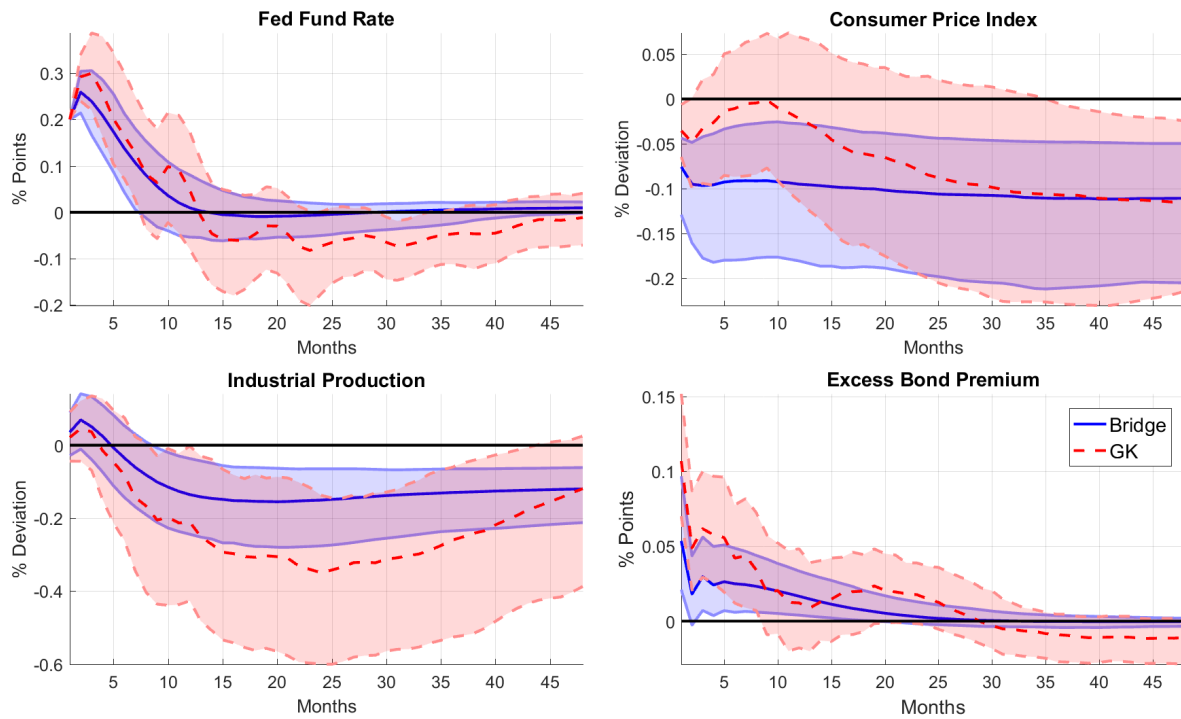 Fed Fund Rate
% Points
0.3
0.2
0.1
0
-0.1
-0.2
5 10 15 20 25 30 35 40 45
Months
Consumer Price Index
% Deviation
0.05
0
-0.05
-0.1
-0.15
-0.2
5 10 15 20 25 30 35 40 45
Months
Industrial Production
% Deviation
0
-0.2
-0.4
-0.6
5 10 15 20 25 30 35 40 45
Months
Excess Bond Premium
% Points
0.15
0.1
0.05
0
Bridge
GK
5 10 15 20 25 30 35 40 45
Months